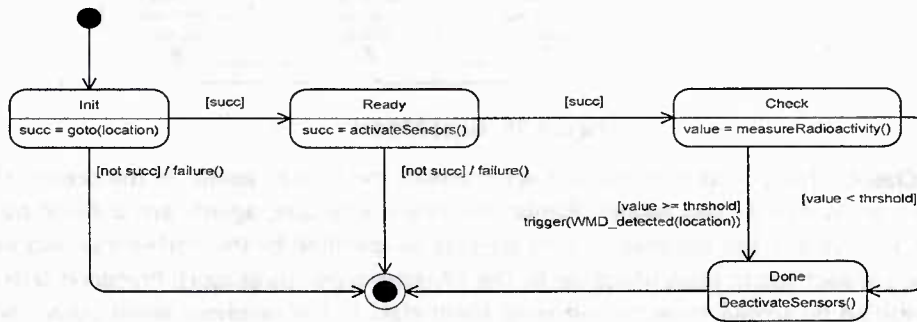 [succ]
[succ]
Init
Ready
Check
succ = goto(location)
succ = activateSensors()
value = measureRadioactivity()
[not succ] / failure()
[not succ] / failure()
[value >= thrshold]
[value < thrshold]
trigger(WMD_detected(location))
Done
DeactivateSensors()